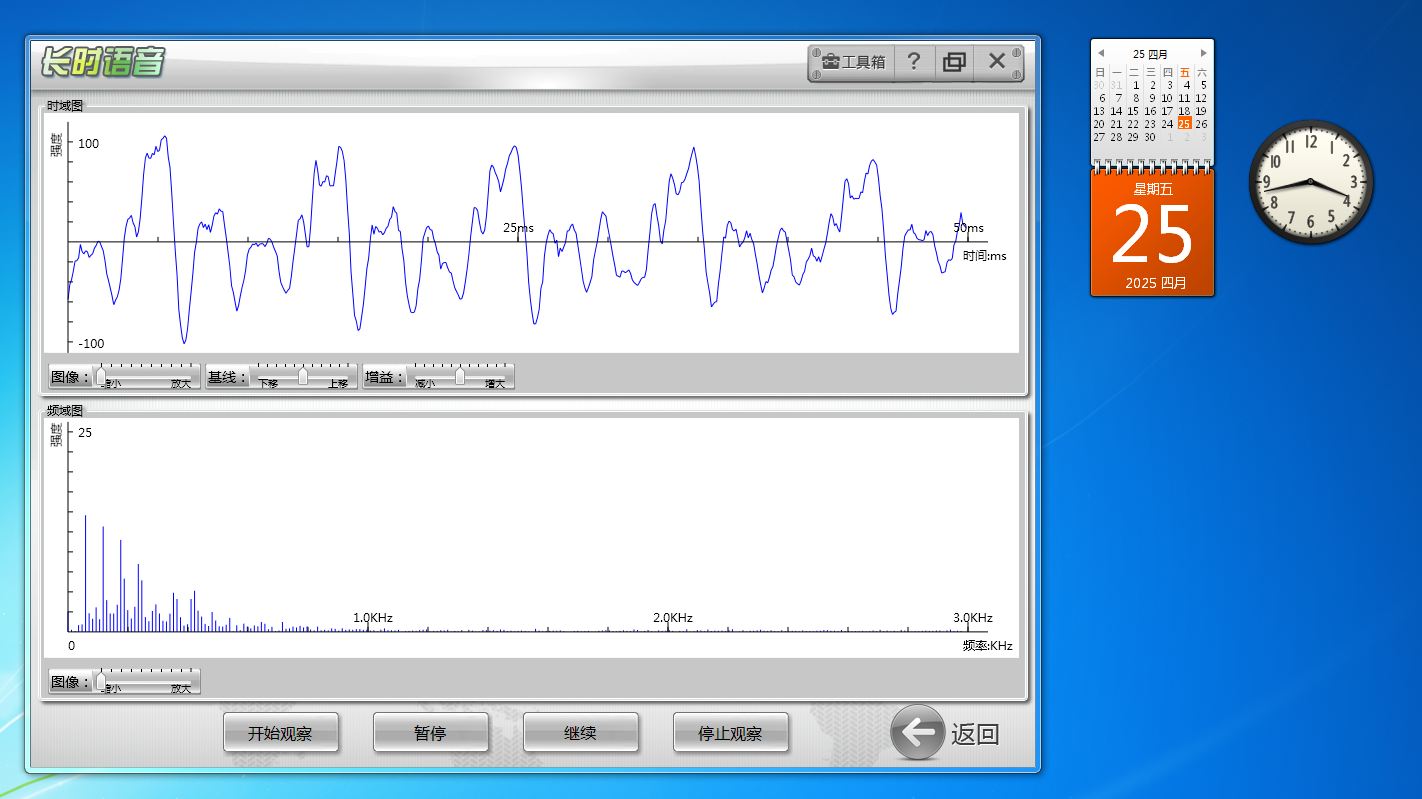 长时语音
工具箱 ?
时域图
强度
100
25ms
50ms
时间:ms
-100
图像： 缩小 放大 基线： 下移 上移 增益： 减小 增大
频域图
强度
25
1.0KHz 2.0KHz 3.0KHz
0
频率:KHz
图像： 缩小 放大
开始观察 暂停 继续 停止观察 返回
25 四月
日 一 二 三 四 五 六
30 31 1 2 3 4 5
6 7 8 9 10 11 12
13 14 15 16 17 18 19
20 21 22 23 24 25 26
27 28 29 30 1 2 3
星期五
25
2025 四月
12 1 2 3 4 5 6 7 8 9 10 11